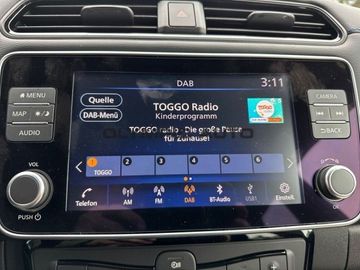 DAB
3:11
MENU
CAMERA
Quelle
DAB-Menü
TOGGO Radio
Kinderprogramm
TOGGO
MAP
AUDIO
BACK
TOGGO radio - Die große Pause
für Zuhause!
1 2 3 4 5 6
TOGGO
VOL
PUSH
OK
Telefon AM FM DAB BT-Audio USB1 Einstell.